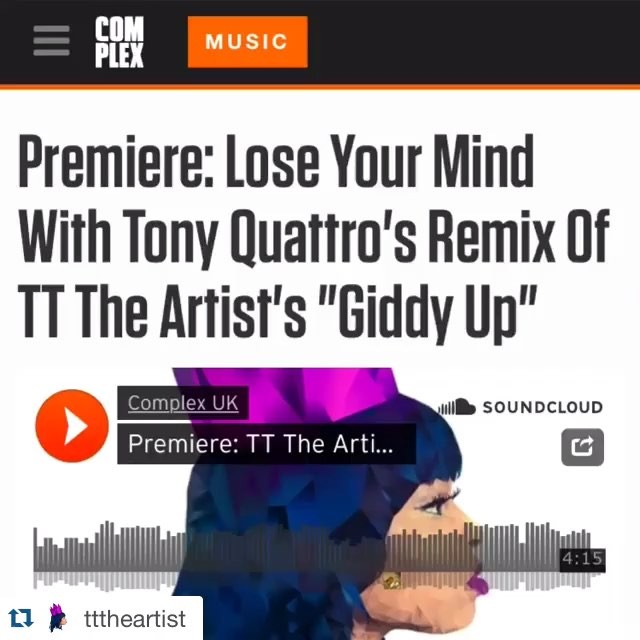 COM
PLEX
MUSIC
Premiere: Lose Your Mind
With Tony Quattro's Remix Of
TT The Artist's "Giddy Up"
Complex UK
SOUNDCLOUD
Premiere: TT The Arti...
4:15
tttheartist